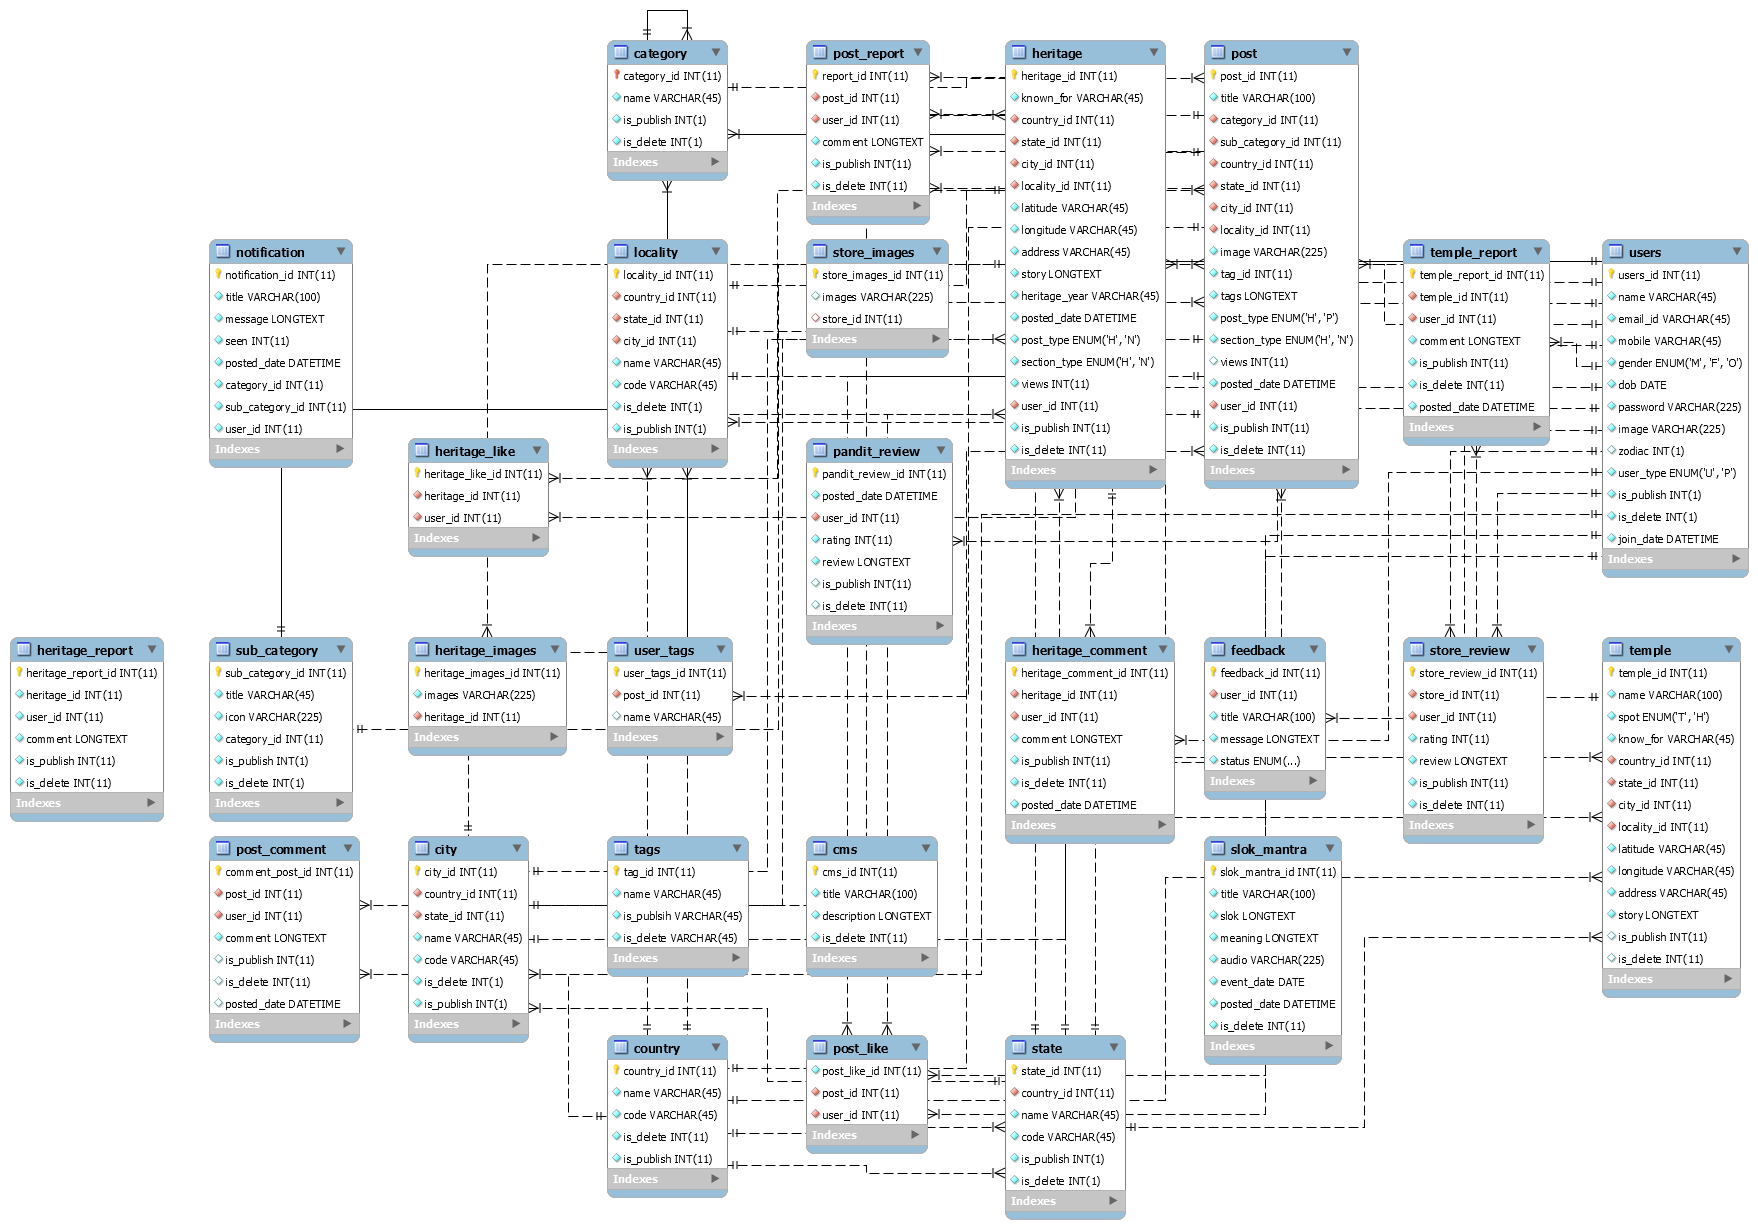 category
category_id INT(11)
name VARCHAR(45)
is_publish INT(1)
is_delete INT(1)
Indexes
post_report
report_id INT(11)
post_id INT(11)
user_id INT(11)
comment LONGTEXT
is_publish INT(11)
is_delete INT(11)
Indexes
heritage
heritage_id INT(11)
known_for VARCHAR(45)
country_id INT(11)
state_id INT(11)
city_id INT(11)
locality_id INT(11)
latitude VARCHAR(45)
longitude VARCHAR(45)
address VARCHAR(45)
story LONGTEXT
heritage_year VARCHAR(45)
posted_date DATETIME
post_type ENUM('H', 'N')
section_type ENUM('H', 'N')
views INT(11)
user_id INT(11)
is_publish INT(11)
is_delete INT(11)
Indexes
post
post_id INT(11)
title VARCHAR(100)
category_id INT(11)
sub_category_id INT(11)
country_id INT(11)
state_id INT(11)
city_id INT(11)
locality_id INT(11)
image VARCHAR(225)
tag_id INT(11)
tags LONGTEXT
post_type ENUM('H', 'P')
section_type ENUM('H', 'N')
views INT(11)
posted_date DATETIME
user_id INT(11)
is_publish INT(11)
is_delete INT(11)
Indexes
notification
notification_id INT(11)
title VARCHAR(100)
message LONGTEXT
seen INT(11)
posted_date DATETIME
category_id INT(11)
sub_category_id INT(11)
user_id INT(11)
Indexes
locality
locality_id INT(11)
country_id INT(11)
state_id INT(11)
city_id INT(11)
name VARCHAR(45)
code VARCHAR(45)
is_delete INT(1)
is_publish INT(1)
Indexes
store_images
store_images_id INT(11)
images VARCHAR(225)
store_id INT(11)
Indexes
temple_report
temple_report_id INT(11)
temple_id INT(11)
user_id INT(11)
comment LONGTEXT
is_publish INT(11)
is_delete INT(11)
posted_date DATETIME
Indexes
users
users_id INT(11)
name VARCHAR(45)
email_id VARCHAR(45)
mobile VARCHAR(45)
gender ENUM('M', 'F', 'O')
dob DATE
password VARCHAR(225)
image VARCHAR(225)
zodiac INT(1)
user_type ENUM('U', 'P')
is_publish INT(1)
is_delete INT(1)
join_date DATETIME
Indexes
heritage_like
heritage_like_id INT(11)
heritage_id INT(11)
user_id INT(11)
Indexes
pandit_review
pandit_review_id INT(11)
posted_date DATETIME
user_id INT(11)
rating INT(11)
review LONGTEXT
is_publish INT(11)
is_delete INT(11)
Indexes
heritage_report
heritage_report_id INT(11)
heritage_id INT(11)
user_id INT(11)
comment LONGTEXT
is_publish INT(11)
is_delete INT(11)
Indexes
sub_category
sub_category_id INT(11)
title VARCHAR(45)
icon VARCHAR(225)
category_id INT(11)
is_publish INT(1)
is_delete INT(1)
Indexes
heritage_images
heritage_images_id INT(11)
images VARCHAR(225)
heritage_id INT(11)
Indexes
user_tags
user_tags_id INT(11)
post_id INT(11)
name VARCHAR(45)
Indexes
heritage_comment
heritage_comment_id INT(11)
heritage_id INT(11)
user_id INT(11)
comment LONGTEXT
is_publish INT(11)
is_delete INT(11)
posted_date DATETIME
Indexes
feedback
feedback_id INT(11)
user_id INT(11)
title VARCHAR(100)
message LONGTEXT
status ENUM(...)
Indexes
store_review
store_review_id INT(11)
store_id INT(11)
user_id INT(11)
rating INT(11)
review LONGTEXT
is_publish INT(11)
is_delete INT(11)
Indexes
temple
temple_id INT(11)
name VARCHAR(100)
spot ENUM('T', 'H')
know_for VARCHAR(45)
country_id INT(11)
state_id INT(11)
city_id INT(11)
locality_id INT(11)
latitude VARCHAR(45)
longitude VARCHAR(45)
address VARCHAR(45)
story LONGTEXT
is_publish INT(11)
is_delete INT(11)
Indexes
post_comment
comment_post_id INT(11)
post_id INT(11)
user_id INT(11)
comment LONGTEXT
is_publish INT(11)
is_delete INT(11)
posted_date DATETIME
Indexes
city
city_id INT(11)
country_id INT(11)
state_id INT(11)
name VARCHAR(45)
code VARCHAR(45)
is_delete INT(1)
is_publish INT(1)
Indexes
tags
tag_id INT(11)
name VARCHAR(45)
is_publsih VARCHAR(45)
is_delete VARCHAR(45)
Indexes
cms
cms_id INT(11)
title VARCHAR(100)
description LONGTEXT
is_delete INT(1)
Indexes
slok_mantra
slok_mantra_id INT(11)
title VARCHAR(100)
slok LONGTEXT
meaning LONGTEXT
audio VARCHAR(225)
event_date DATE
posted_date DATETIME
is_delete INT(11)
Indexes
country
country_id INT(11)
name VARCHAR(45)
code VARCHAR(45)
is_delete INT(11)
is_publish INT(11)
Indexes
post_like
post_like_id INT(11)
post_id INT(11)
user_id INT(11)
Indexes
state
state_id INT(11)
country_id INT(11)
name VARCHAR(45)
code VARCHAR(45)
is_publish INT(1)
is_delete INT(1)
Indexes